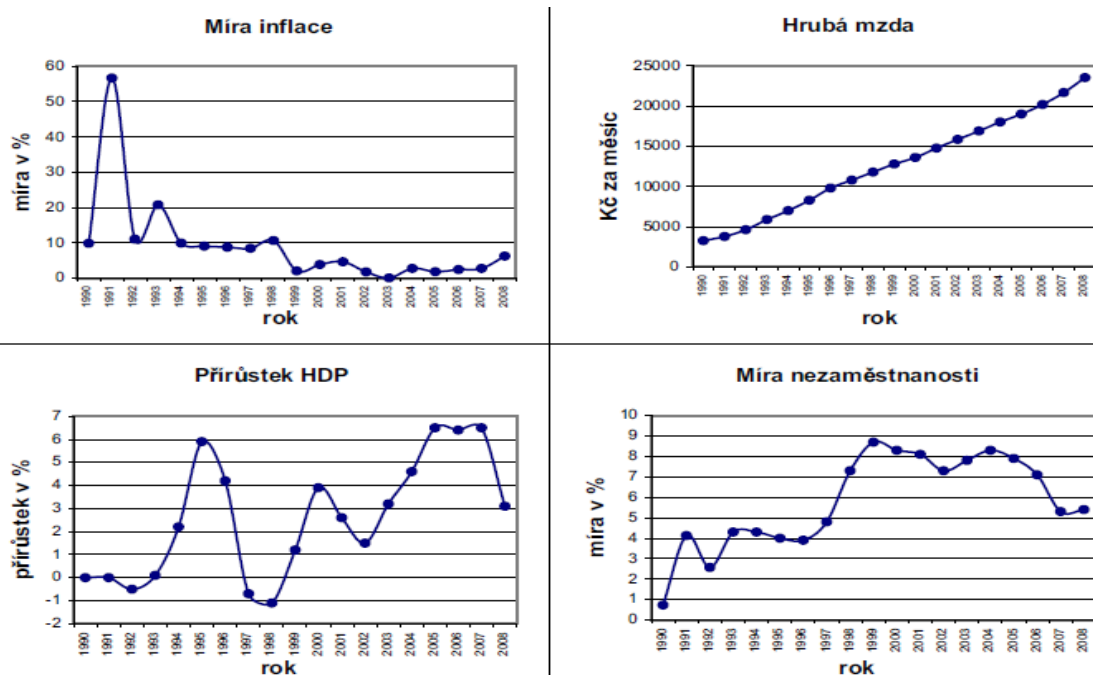 Míra inflace
míra v %
60
50
40
30
20
10
0
1990 1991 1992 1993 1994 1995 1996 1997 1998 1999 2000 2001 2002 2003 2004 2005 2006 2007 2008
rok
Hrubá mzda
Kč za měsíc
25000
20000
15000
10000
5000
0
1990 1991 1992 1993 1994 1995 1996 1997 1998 1999 2000 2001 2002 2003 2004 2005 2006 2007 2008
rok
Přírůstek HDP
přírůstek v %
7
6
5
4
3
2
1
0
-1
-2
1990 1991 1992 1993 1994 1995 1996 1997 1998 1999 2000 2001 2002 2003 2004 2005 2006 2007 2008
rok
Míra nezaměstnanosti
míra v %
10
9
8
7
6
5
4
3
2
1
0
1990 1991 1992 1993 1994 1995 1996 1997 1998 1999 2000 2001 2002 2003 2004 2005 2006 2007 2008
rok